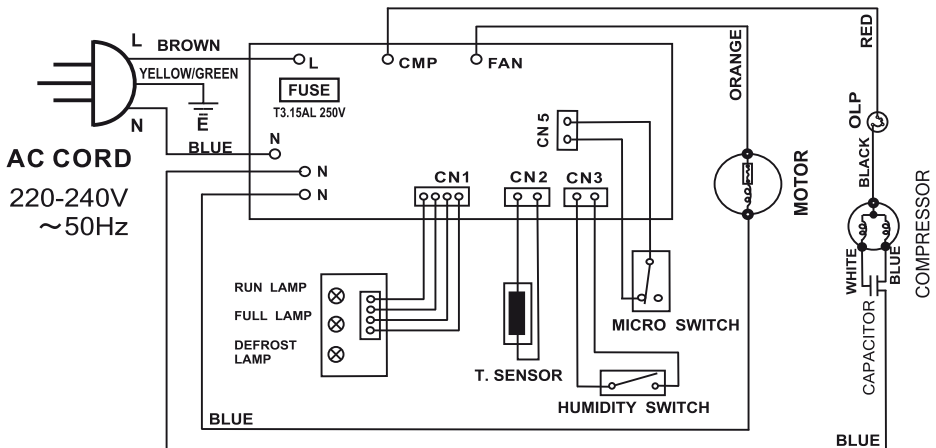 L
BROWN
YELLOW/GREEN
E
N
BLUE
AC CORD
220-240V
~50Hz
L
CMP
FAN
FUSE
T3.15AL 250V
N
N
N
CN1
CN2
CN3
CN5
RUN LAMP
FULL LAMP
DEFROST
LAMP
T. SENSOR
MICRO SWITCH
HUMIDITY SWITCH
ORANGE
MOTOR
RED
OLP
BLACK
COMPRESSOR
WHITE
BLUE
CAPACITOR
BLUE
BLUE